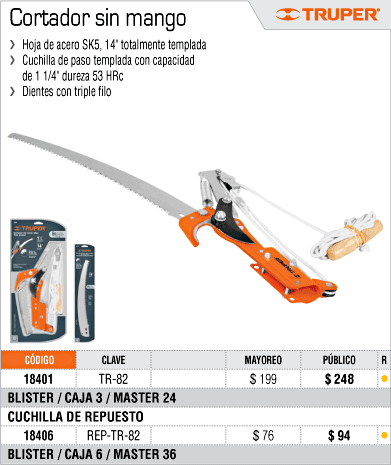 Cortador sin mango
TRUPER®
Hoja de acero SK5, 14" totalmente templada
Cuchilla de paso templada con capacidad
de 1 1/4" dureza 53 HRc
Dientes con triple filo
TRUPER
TRUPER
CÓDIGO CLAVE MAYOREO PÚBLICO R
18401 TR-82 $ 199 $ 248
BLISTER / CAJA 3 / MASTER 24
CUCHILLA DE REPUESTO
18406 REP-TR-82 $ 76 $ 94
BLISTER / CAJA 6 / MASTER 36